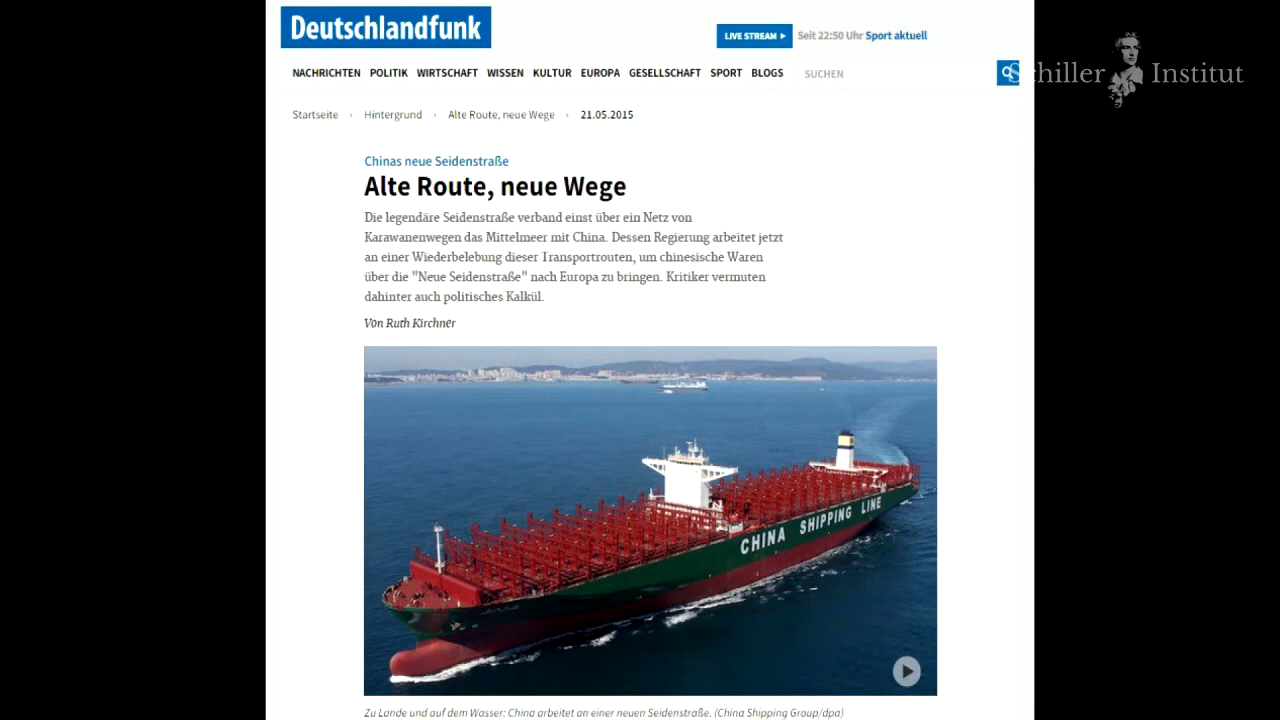 Deutschlandfunk
LIVE STREAM Seit 22:50 Uhr Sport aktuell
Schiller Institut
NACHRICHTEN POLITIK WIRTSCHAFT WISSEN KULTUR EUROPA GESELLSCHAFT SPORT BLOGS SUCHEN
Startseite › Hintergrund › Alte Route, neue Wege › 21.05.2015
Chinas neue Seidenstraße
Alte Route, neue Wege
Die legendäre Seidenstraße verband einst über ein Netz von
Karawanenwegen das Mittelmeer mit China. Dessen Regierung arbeitet jetzt
an einer Wiederbelebung dieser Transportrouten, um chinesische Waren
über die "Neue Seidenstraße" nach Europa zu bringen. Kritiker vermuten
dahinter auch politisches Kalkül.
Von Ruth Kirchner
CHINA SHIPPING LINE
Zu Lande und auf dem Wasser: China arbeitet an einer neuen Seidenstraße. (China Shipping Group/dpa)